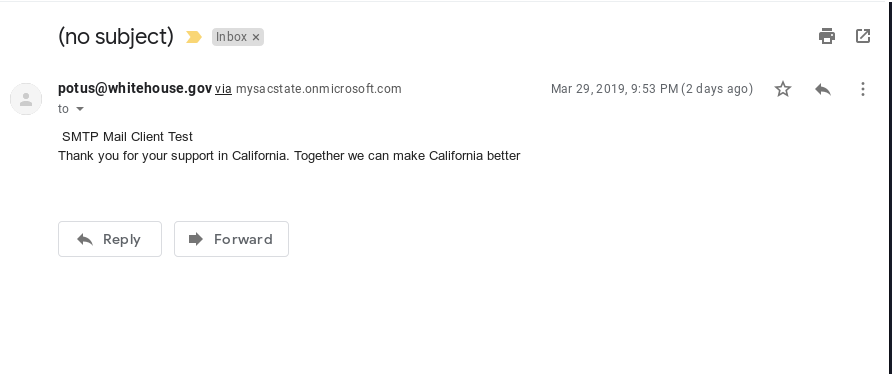 (no subject) Inbox ×
potus@whitehouse.gov via mysacstate.onmicrosoft.com Mar 29, 2019, 9:53 PM (2 days ago)
to
SMTP Mail Client Test
Thank you for your support in California. Together we can make California better
Reply Forward